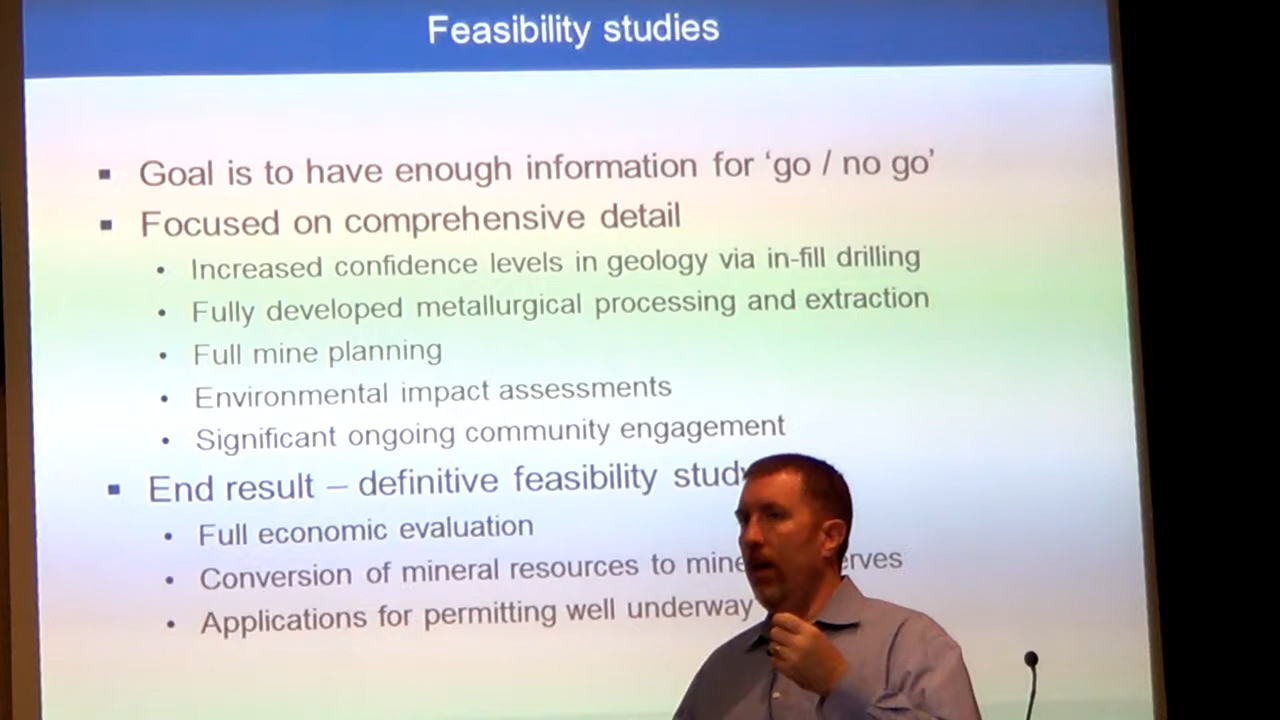 Feasibility studies
▪ Goal is to have enough information for ‘go / no go’
▪ Focused on comprehensive detail
• Increased confidence levels in geology via in-fill drilling
• Fully developed metallurgical processing and extraction
• Full mine planning
• Environmental impact assessments
• Significant ongoing community engagement
▪ End result – definitive feasibility study
• Full economic evaluation
• Conversion of mineral resources to mine erves
• Applications for permitting well underway